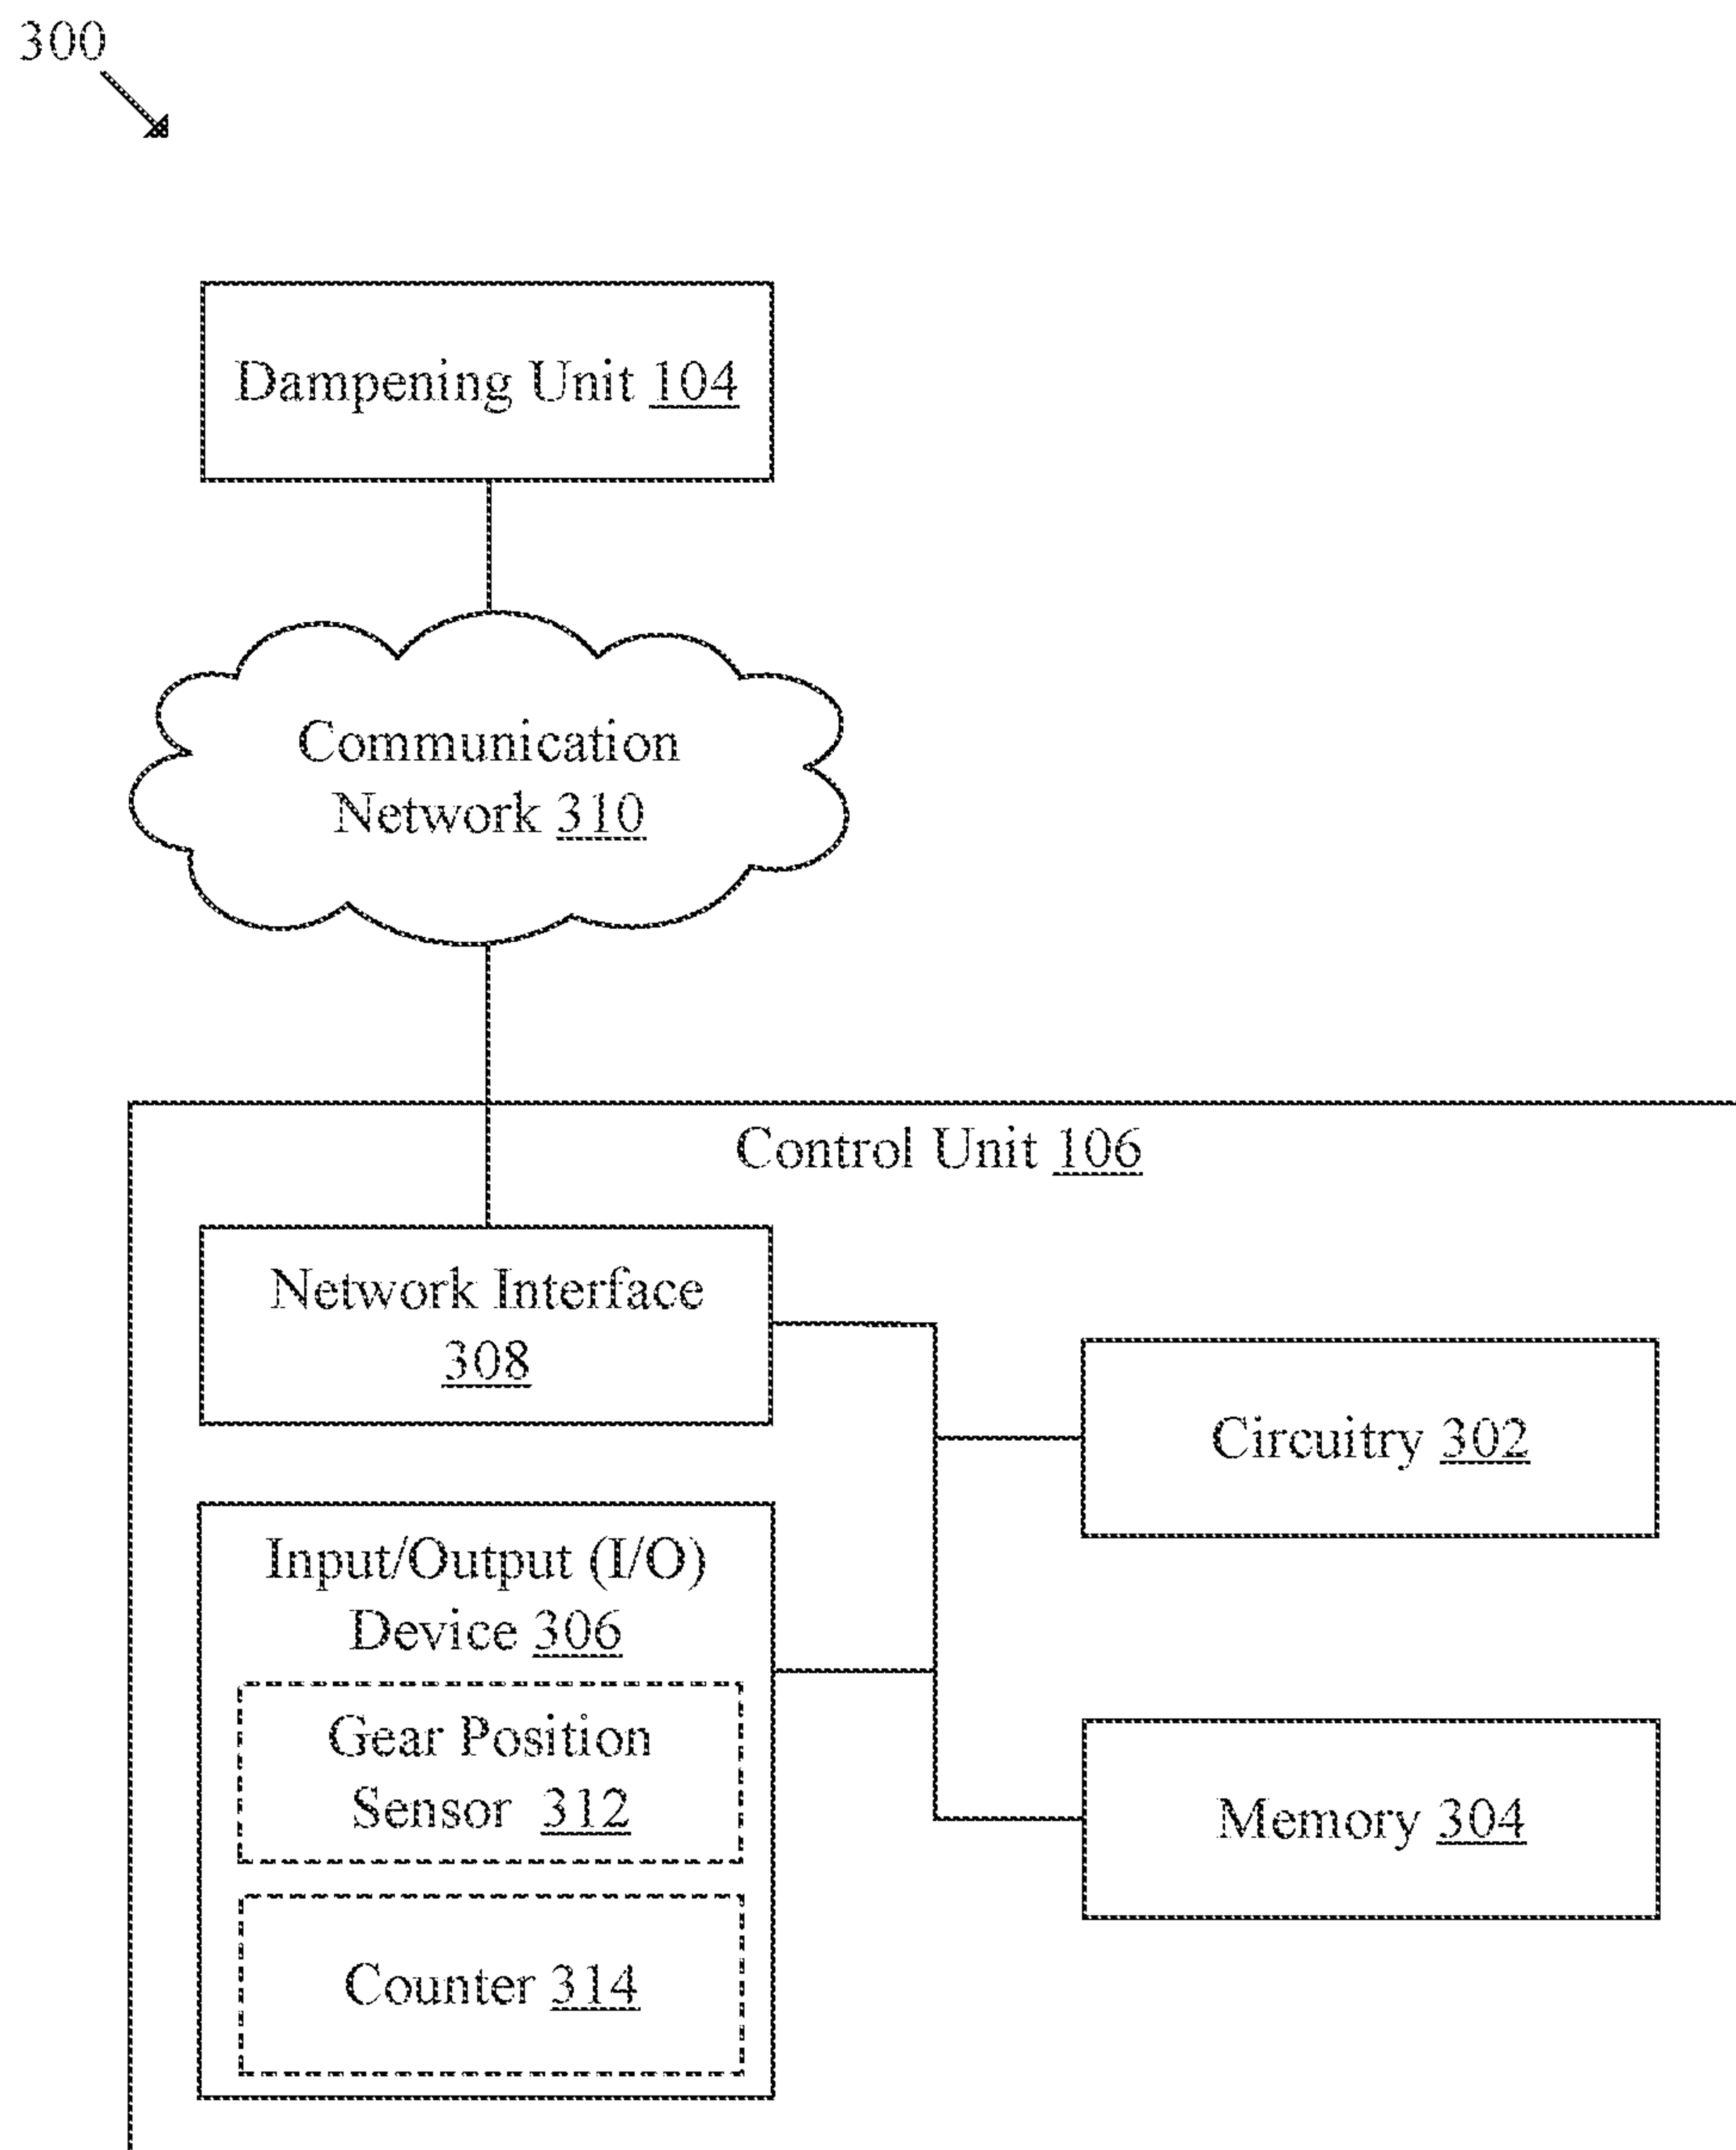 300
Dampening Unit 104
Communication
Network 310
Control Unit 106
Network Interface
308
Circuitry 302
Input/Output (I/O)
Device 306
Gear Position
Sensor 312
Memory 304
Counter 314